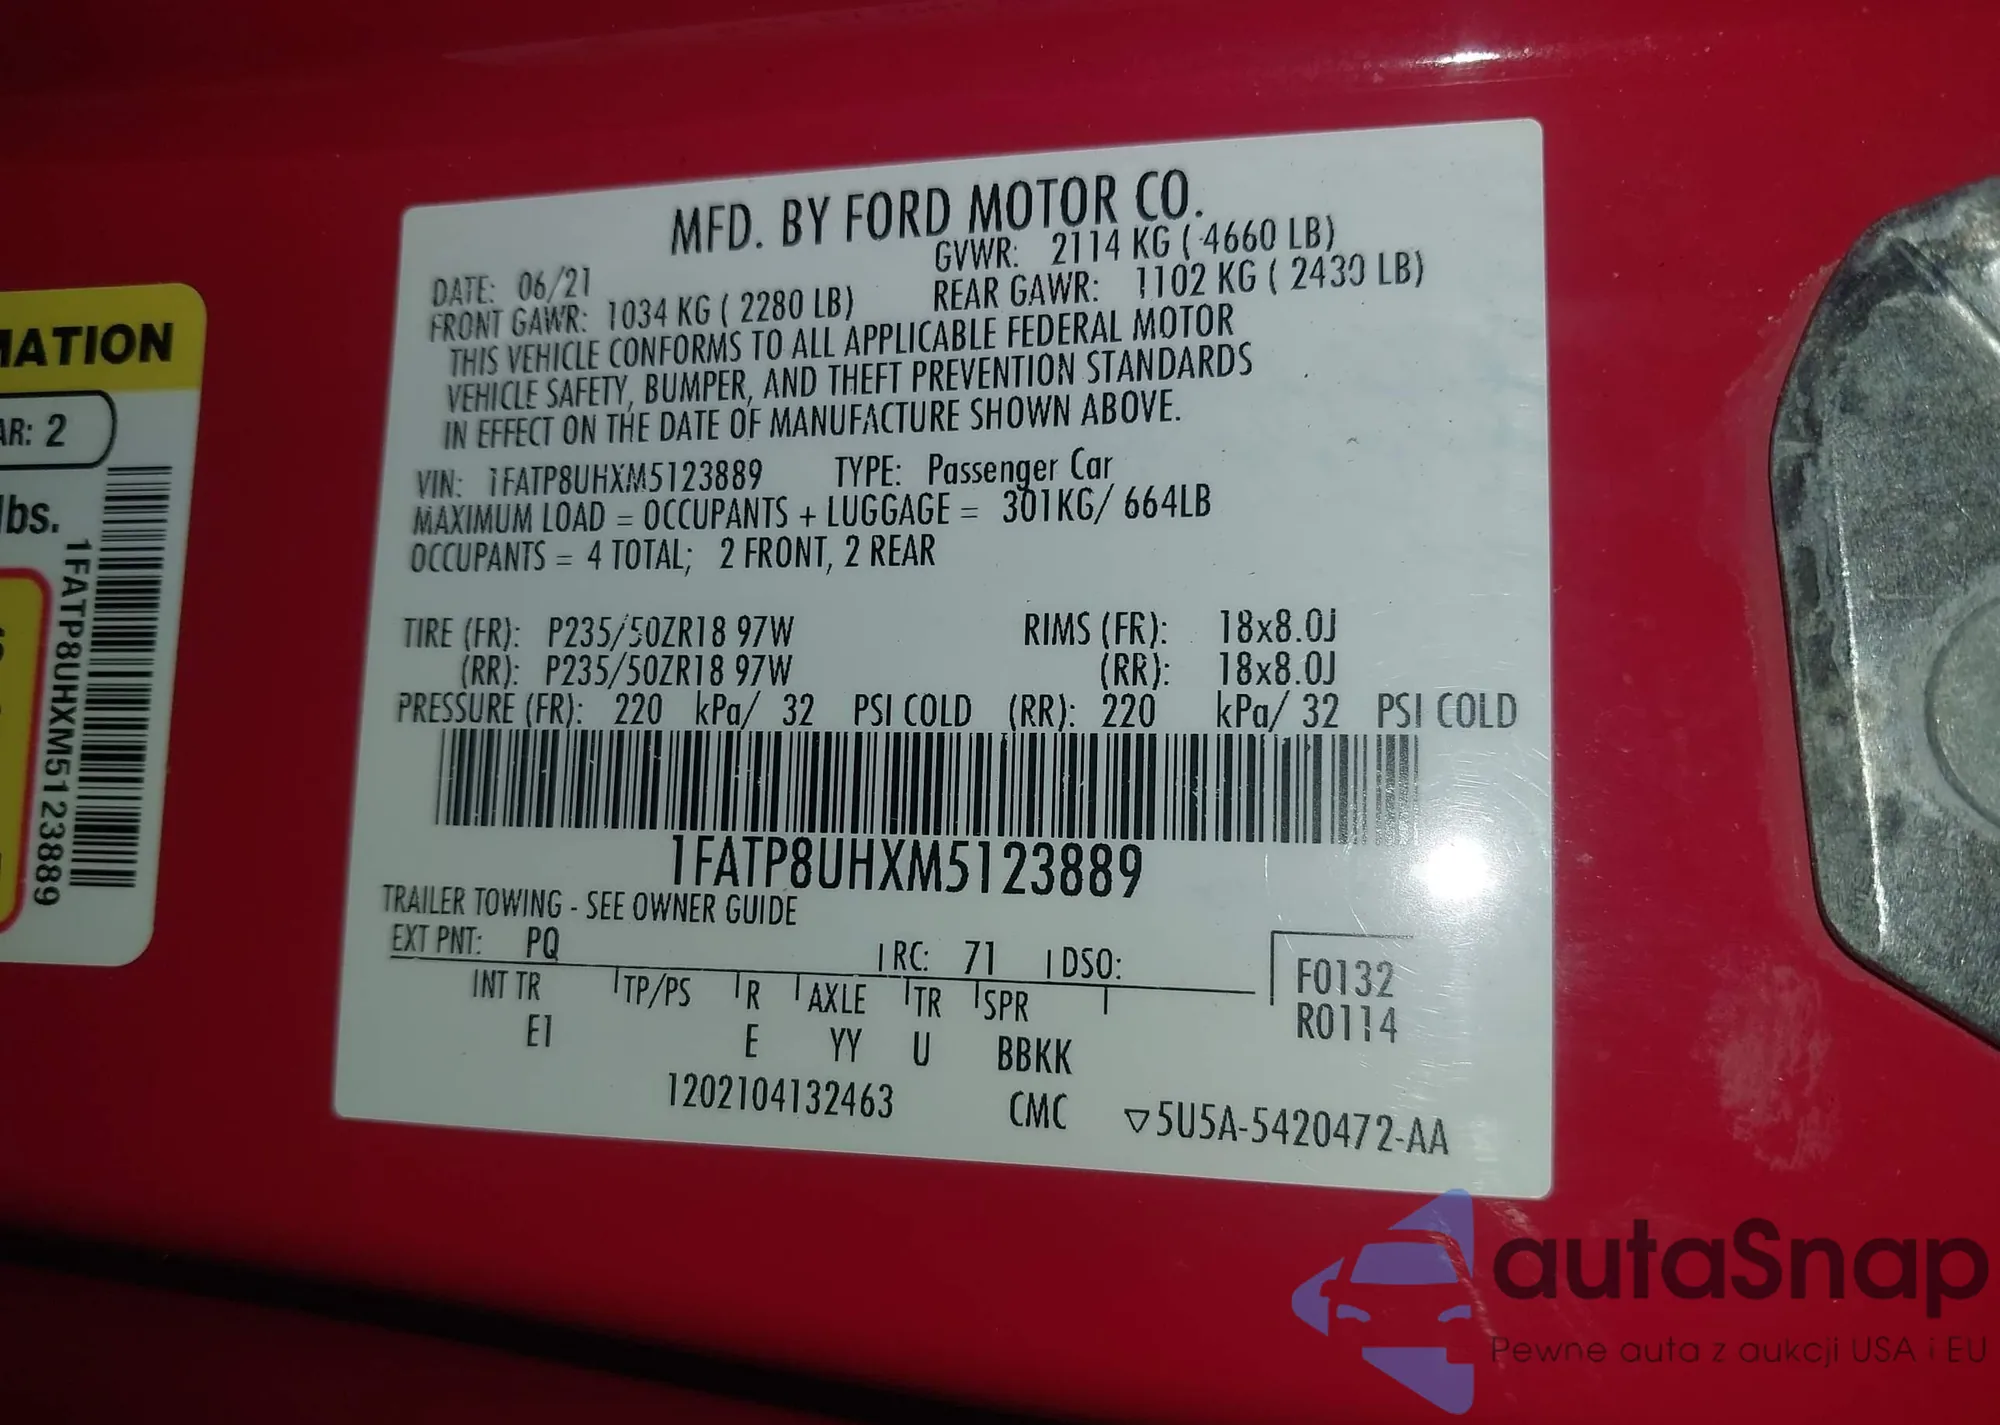 MFD. BY FORD MOTOR CO.
DATE: 06/21 GVWR: 2114 KG ( 4660 LB)
FRONT GAWR: 1034 KG ( 2280 LB) REAR GAWR: 1102 KG ( 2430 LB)
THIS VEHICLE CONFORMS TO ALL APPLICABLE FEDERAL MOTOR
VEHICLE SAFETY, BUMPER, AND THEFT PREVENTION STANDARDS
IN EFFECT ON THE DATE OF MANUFACTURE SHOWN ABOVE.
VIN: 1FATP8UHXM5123889 TYPE: Passenger Car
MAXIMUM LOAD = OCCUPANTS + LUGGAGE = 301KG/ 664LB
OCCUPANTS = 4 TOTAL; 2 FRONT, 2 REAR
TIRE (FR): P235/50ZR18 97W RIMS (FR): 18x8.0J
(RR): P235/50ZR18 97W (RR): 18x8.0J
PRESSURE (FR): 220 kPa/ 32 PSI COLD (RR): 220 kPa/ 32 PSI COLD
1FATP8UHXM5123889
TRAILER TOWING - SEE OWNER GUIDE
EXT PNT: PQ RC: 71 DSO:
INT TR TP/PS R AXLE TR SPR
E1 E YY U BBKK
F0132
R0114
1202104132463 CMC ▽5U5A-5420472-AA
MATION
AR: 2
lbs.
1FATP8UHXM5123889
autaSnap
Pewne auta z aukcji USA i EU